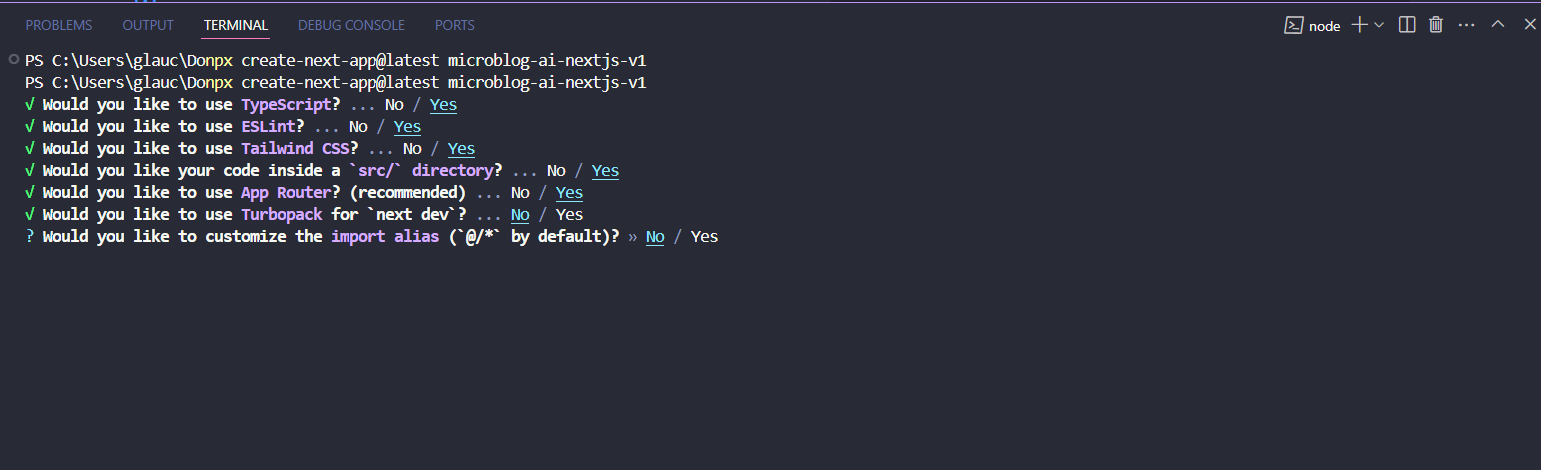 PROBLEMS OUTPUT TERMINAL DEBUG CONSOLE PORTS node
PS C:\Users\glauc\Donpx create-next-app@latest microblog-ai-nextjs-v1
PS C:\Users\glauc\Donpx create-next-app@latest microblog-ai-nextjs-v1
√ Would you like to use TypeScript? ... No / Yes
√ Would you like to use ESLint? ... No / Yes
√ Would you like to use Tailwind CSS? ... No / Yes
√ Would you like your code inside a `src/` directory? ... No / Yes
√ Would you like to use App Router? (recommended) ... No / Yes
√ Would you like to use Turbopack for `next dev`? ... No / Yes
? Would you like to customize the import alias (`@/*` by default)? » No / Yes